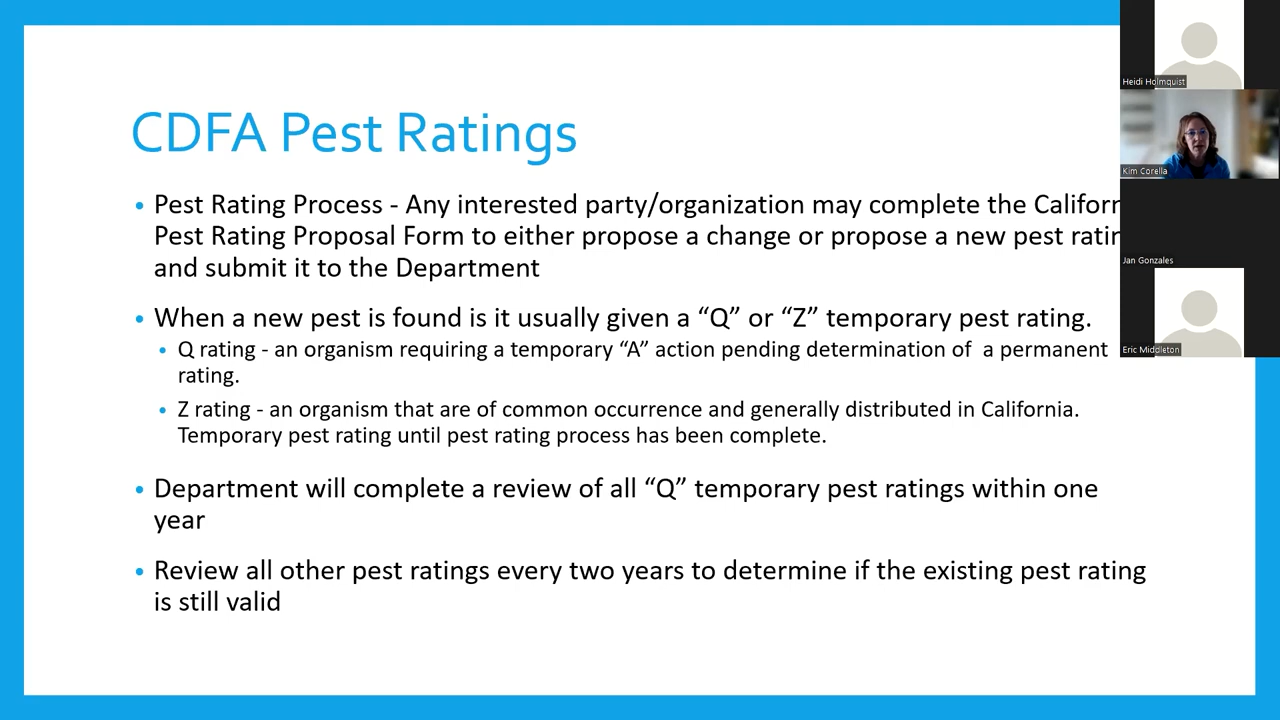 CDFA Pest Ratings
• Pest Rating Process - Any interested party/organization may complete the Californ
Pest Rating Proposal Form to either propose a change or propose a new pest ratin
and submit it to the Department
• When a new pest is found is it usually given a “Q” or “Z” temporary pest rating.
• Q rating - an organism requiring a temporary “A” action pending determination of a permanent
rating.
• Z rating - an organism that are of common occurrence and generally distributed in California.
Temporary pest rating until pest rating process has been complete.
• Department will complete a review of all “Q” temporary pest ratings within one
year
• Review all other pest ratings every two years to determine if the existing pest rating
is still valid
Heidi Holmquist
Kim Corella
Jan Gonzales
Eric Middleton